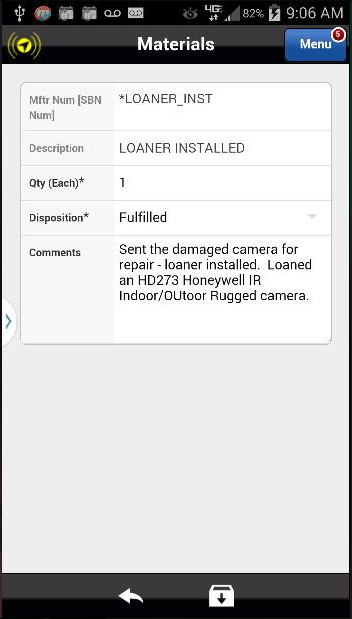 4G 82% 9:06 AM
Materials
Menu 5
Mftr Num [SBN Num] *LOANER_INST
Description LOANER INSTALLED
Qty (Each)* 1
Disposition* Fulfilled
Comments Sent the damaged camera for
repair - loaner installed. Loaned
an HD273 Honeywell IR
Indoor/OUtoor Rugged camera.